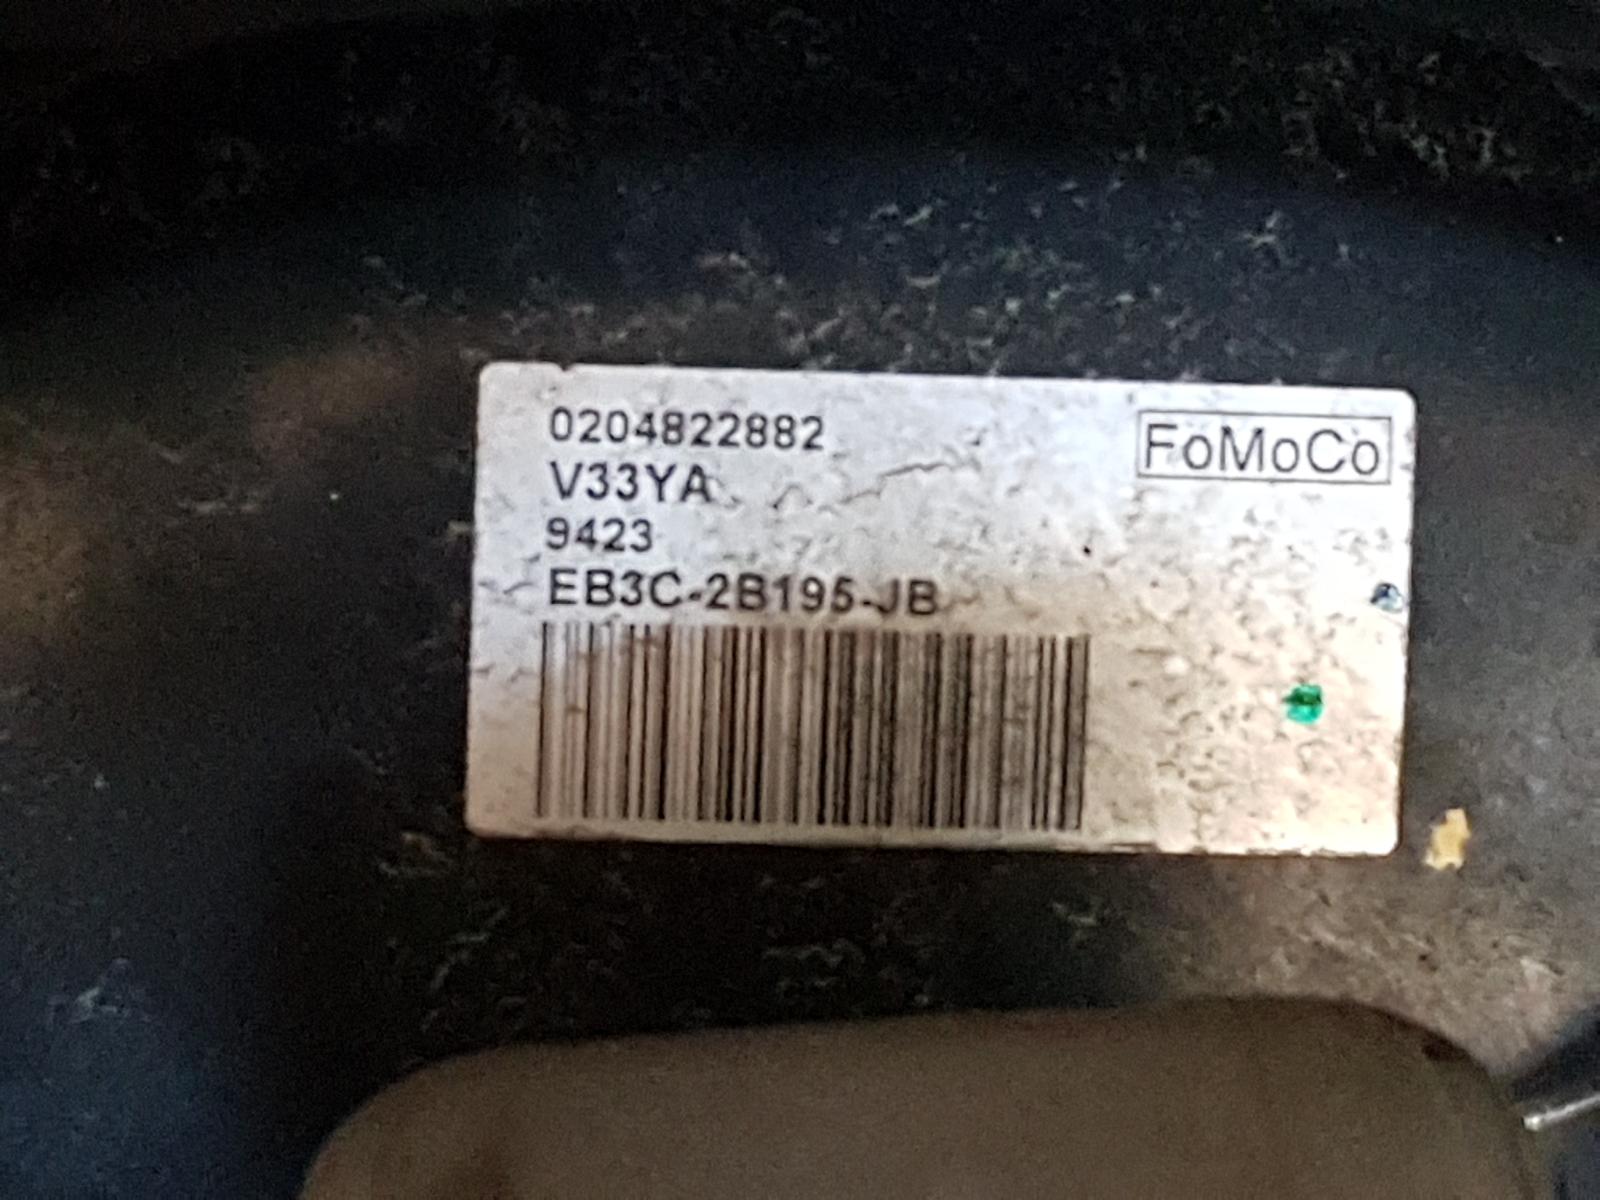 0204822882
FoMoCo
V33YA
9423
EB3C-2B195-JB